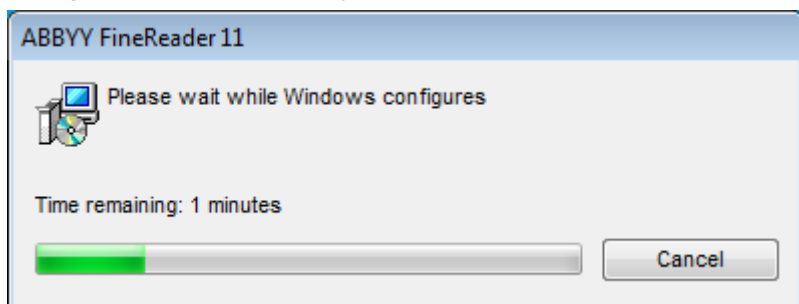 ABBYY FineReader 11
Please wait while Windows configures
Time remaining: 1 minutes
Cancel